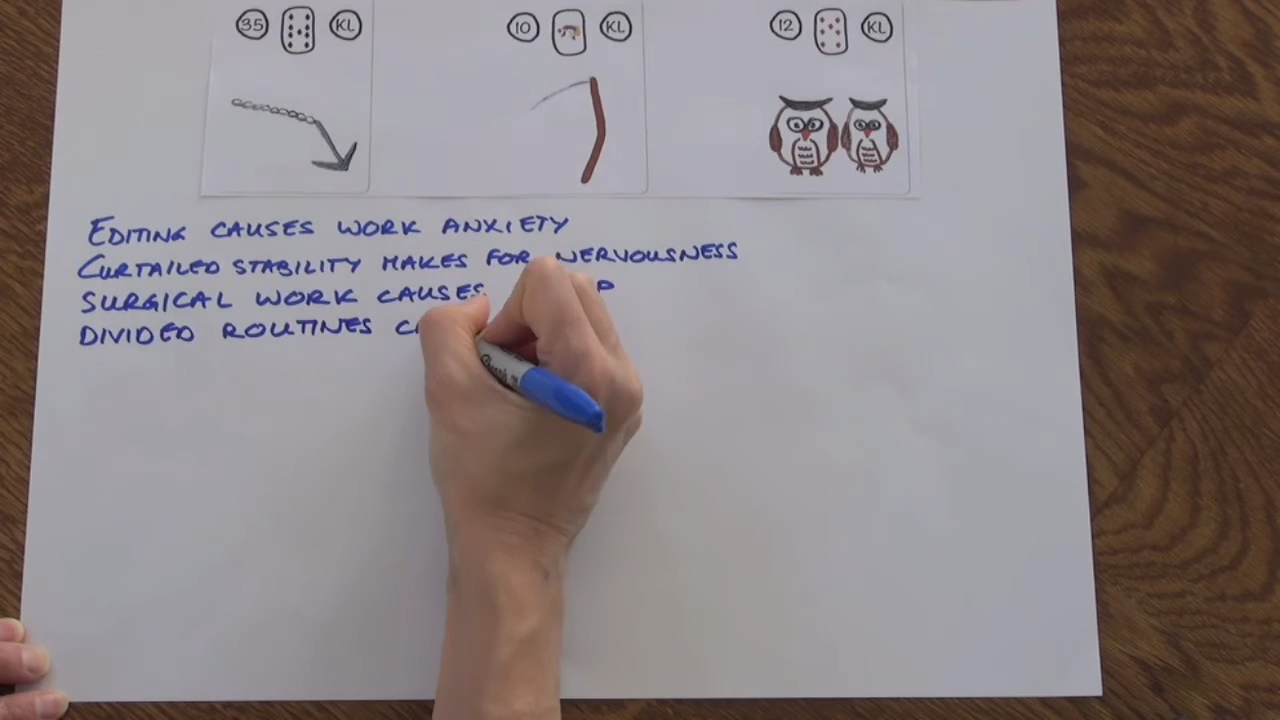 35 KL 10 KL 12 KL
EDITING CAUSES WORK ANXIETY
CURTAILED STABILITY MAKES FOR NERVOUSNESS
SURGICAL WORK CAUSES
DIVIDED ROUTINES